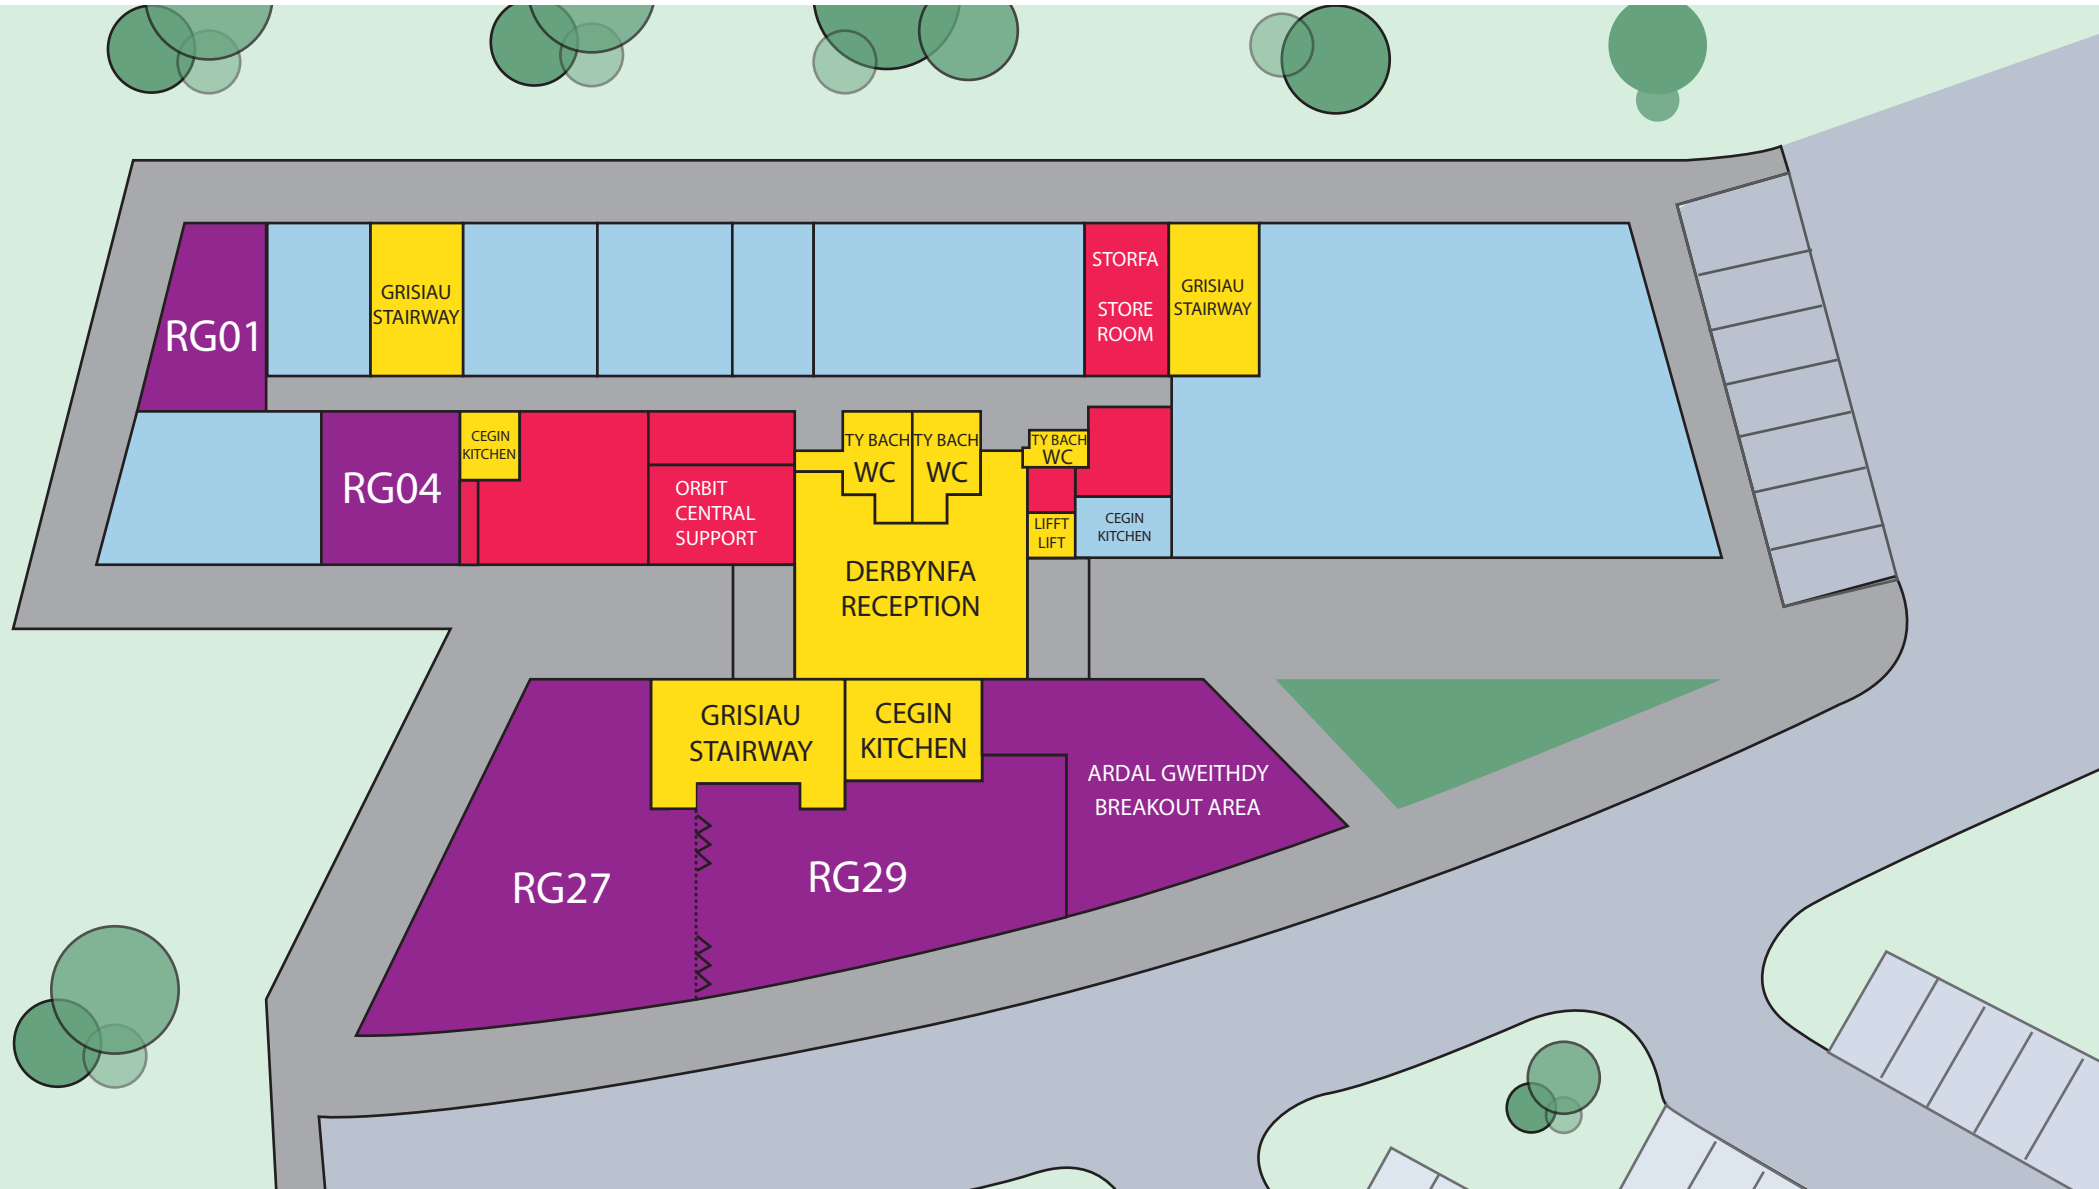 RG01
GRISIAU
STAIRWAY
STORFA
STORE
ROOM
GRISIAU
STAIRWAY
RG04
CEGIN
KITCHEN
ORBIT
CENTRAL
SUPPORT
TY BACH
WC
TY BACH
WC
TY BACH
WC
LIFFT
LIFT
CEGIN
KITCHEN
DERBYNFA
RECEPTION
GRISIAU
STAIRWAY
CEGIN
KITCHEN
ARDAL GWEITHDY
BREAKOUT AREA
RG27
RG29